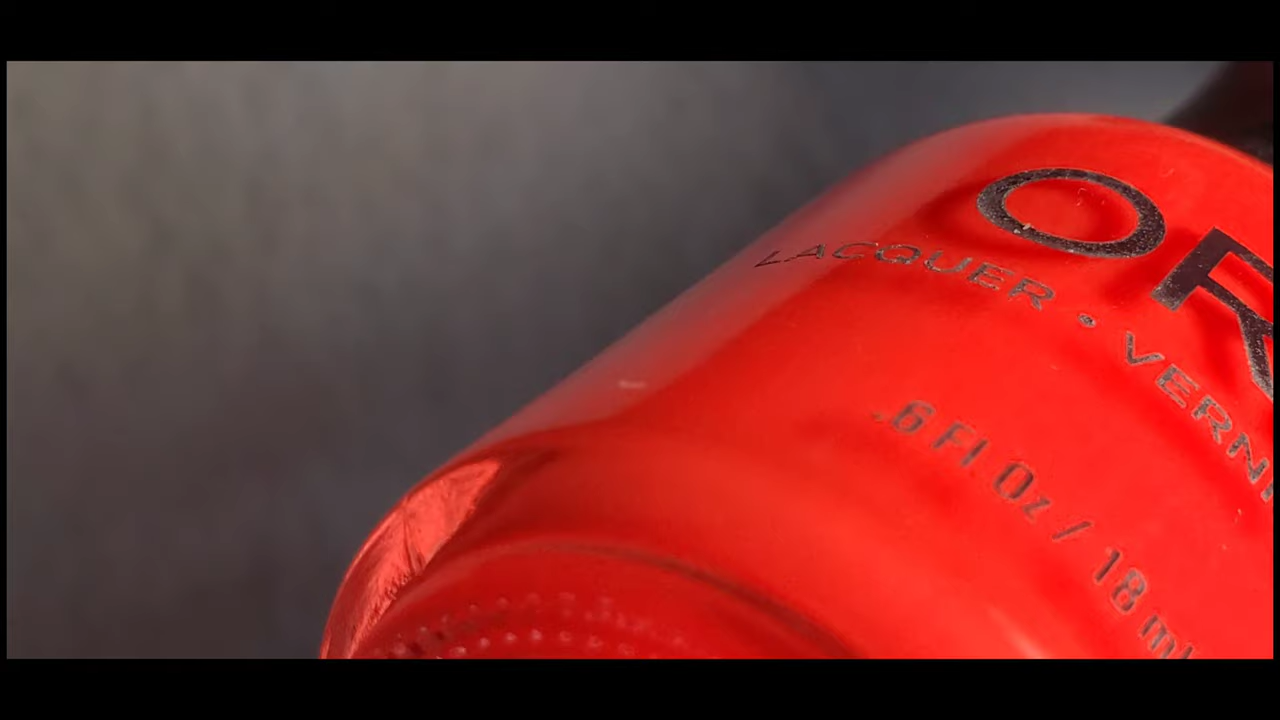 OR
LACQUER • VERNI
.6 Fl Oz / 18 ml